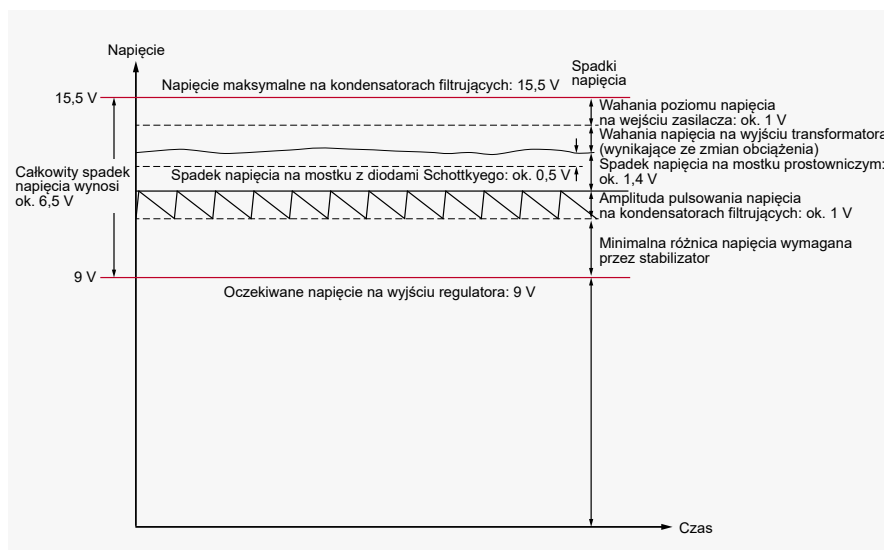 Napięcie
Spadki
napięcia
Napięcie maksymalne na kondensatorach filtrujących: 15,5 V
15,5 V
Wahania poziomu napięcia
na wejściu zasilacza: ok. 1 V
Wahania napięcia na wyjściu transformatora
(wynikające ze zmian obciążenia)
Spadek napięcia na mostku prostowniczym:
ok. 1,4 V
Całkowity spadek
napięcia wynosi
ok. 6,5 V
Spadek napięcia na mostku z diodami Schottkyego: ok. 0,5 V
Amplituda pulsowania napięcia
na kondensatorach filtrujących: ok. 1 V
Minimalna różnica napięcia wymagana
przez stabilizator
9 V
Oczekiwane napięcie na wyjściu regulatora: 9 V
Czas